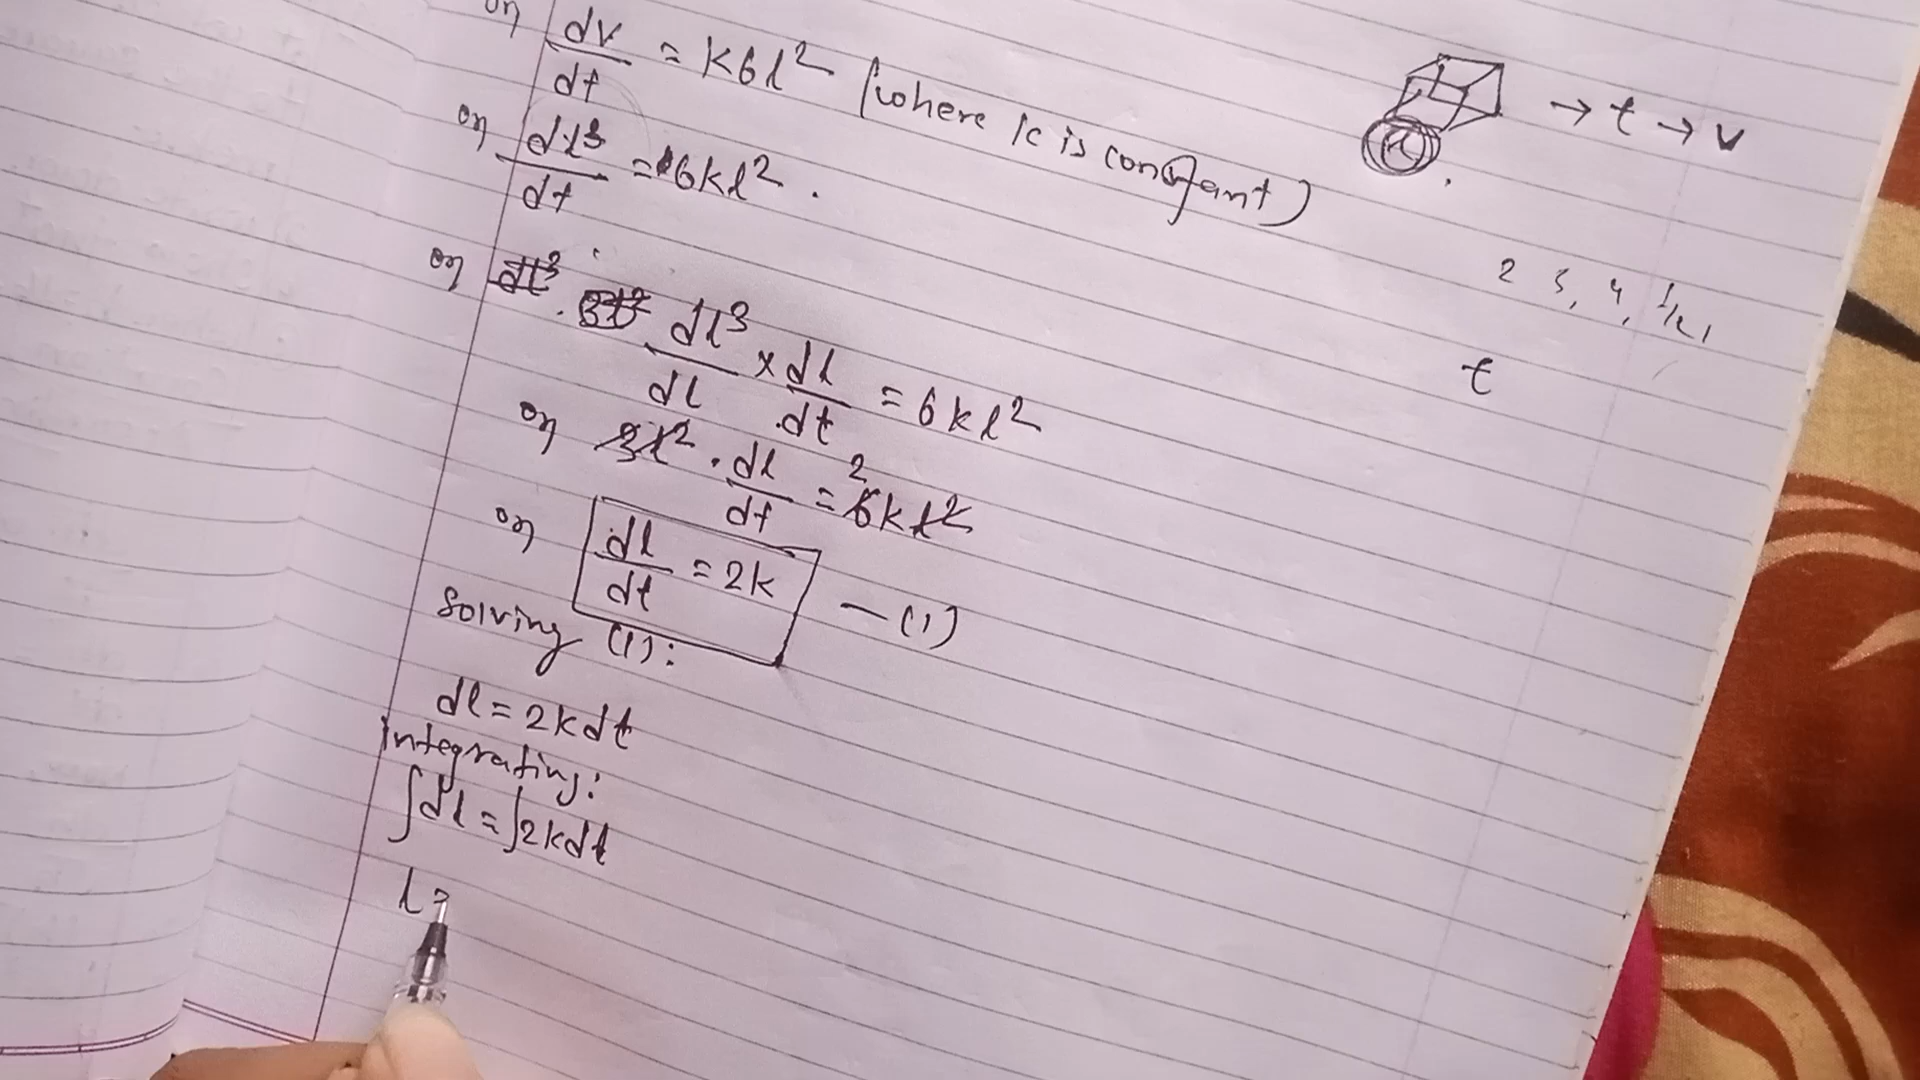 or dv/dt = k6l² (where k is constant)
→ t → v
or dl³/dt = 6kl².
2 3, 4, 1/2,
t
or dl³/dl × dl/dt = 6kl²
or 3l² · dl/dt = 2 6kl²
or dl/dt = 2k — (1)
Solving (1):
dl = 2kdt
integrating:
∫dl = ∫2kdt
l =